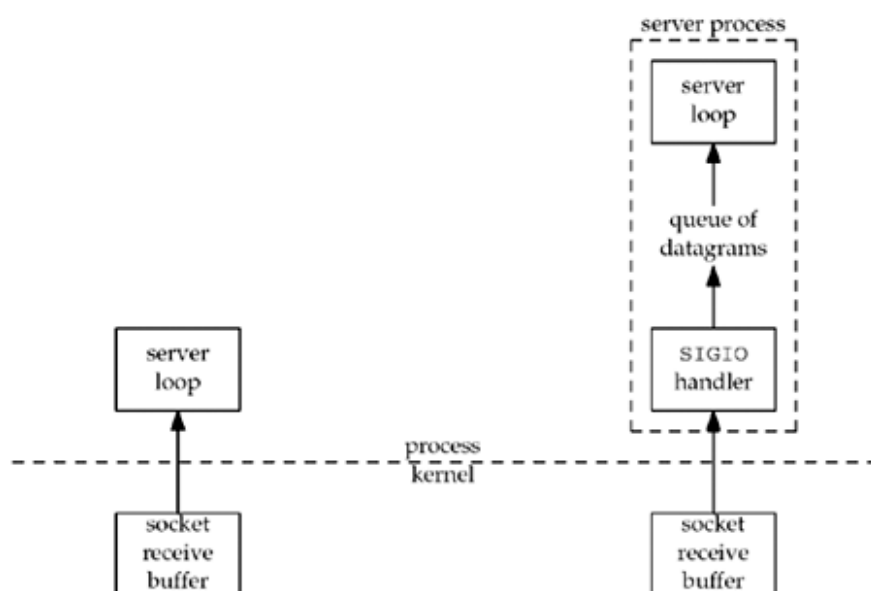 server process
server
loop
queue of
datagrams
server
loop
SIGIO
handler
process
kernel
socket
receive
buffer
socket
receive
buffer